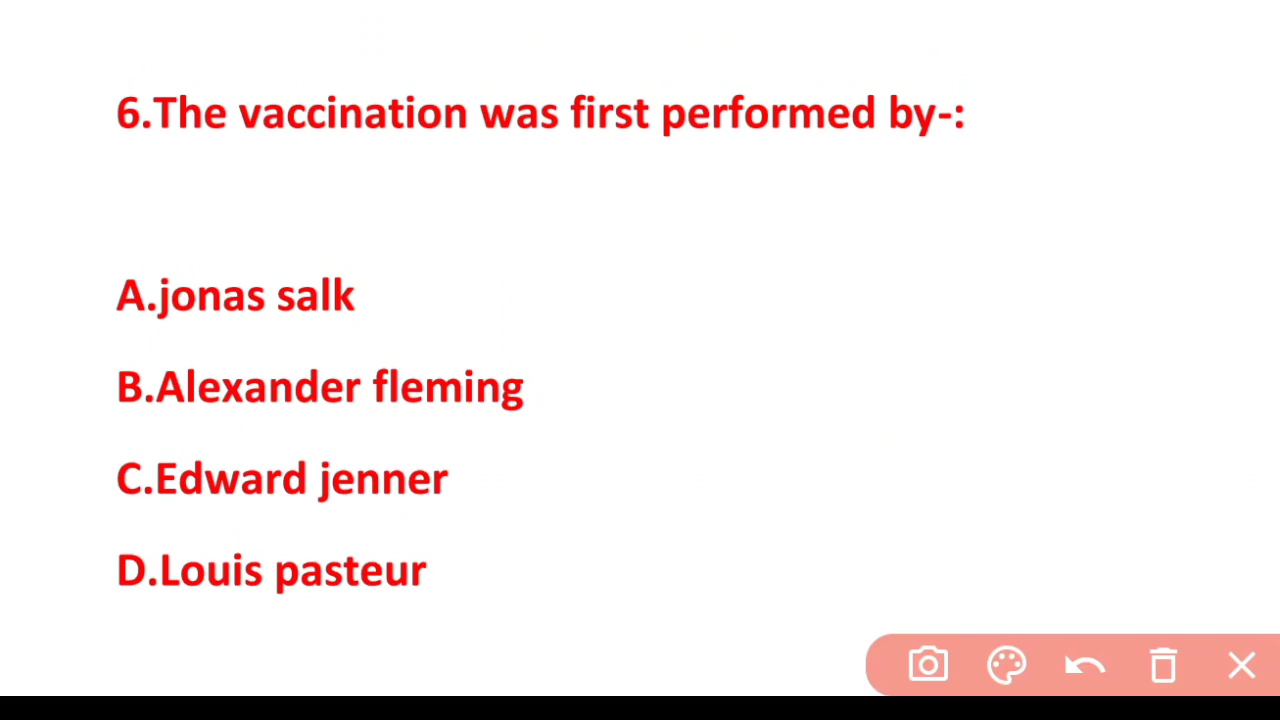 6.The vaccination was first performed by-:
A.jonas salk
B.Alexander fleming
C.Edward jenner
D.Louis pasteur